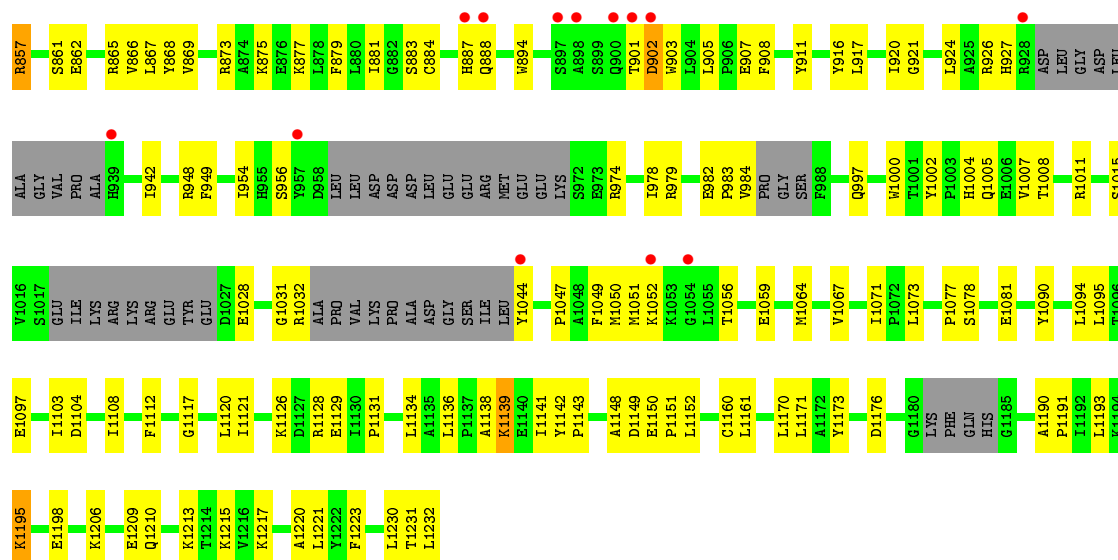 R857 S861 E862 R865 V866 L867 Y868 V869 R873 A874 K875 E876 K877 L878 F879 L880 I881 G882 S883 C884 H887 Q888 W894 S897 A898 S899 Q900 T901 D902 W903 L904 L905 P906 E907 F908 Y911 Y916 L917 I920 G921 L924 A925 R926 H927 R928 ASP LEU GLY ASP LEU
ALA GLY VAL PRO ALA H939 I942 R948 F949 I954 H955 S956 Y957 D958 LEU LEU ASP ASP ASP LEU GLU GLU ARG MET GLU GLU LYS S972 E973 R974 I978 R979 E982 P983 V984 PRO GLY SER F988 Q997 W1000 T1001 Y1002 P1003 H1004 Q1005 E1006 V1007 T1008 R1011 S1015
V1016 S1017 GLU ILE LYS ARG LYS ARG GLU TYR GLU D1027 E1028 G1031 R1032 ALA PRO VAL LYS PRO ALA ASP GLY SER ILE LEU Y1044 P1047 A1048 F1049 M1050 M1051 K1052 K1053 G1054 L1055 T1056 E1059 M1064 V1067 I1071 P1072 L1073 P1077 S1078 E1081 Y1090 L1094 L1095 T1096
E1097 I1103 D1104 I1108 F1112 G1117 L1120 I1121 K1126 D1127 R1128 E1129 I1130 P1131 L1134 A1135 L1136 P1137 A1138 K1139 E1140 I1141 Y1142 P1143 A1148 D1149 E1150 P1151 L1152 C1160 L1161 L1170 L1171 A1172 Y1173 D1176 G1180 LYS PHE GLN HIS G1185 A1190 P1191 I1192 L1193 K1194
K1195 E1198 K1206 E1209 Q1210 K1213 T1214 K1215 V1216 K1217 A1220 L1221 Y1222 F1223 L1230 T1231 L1232